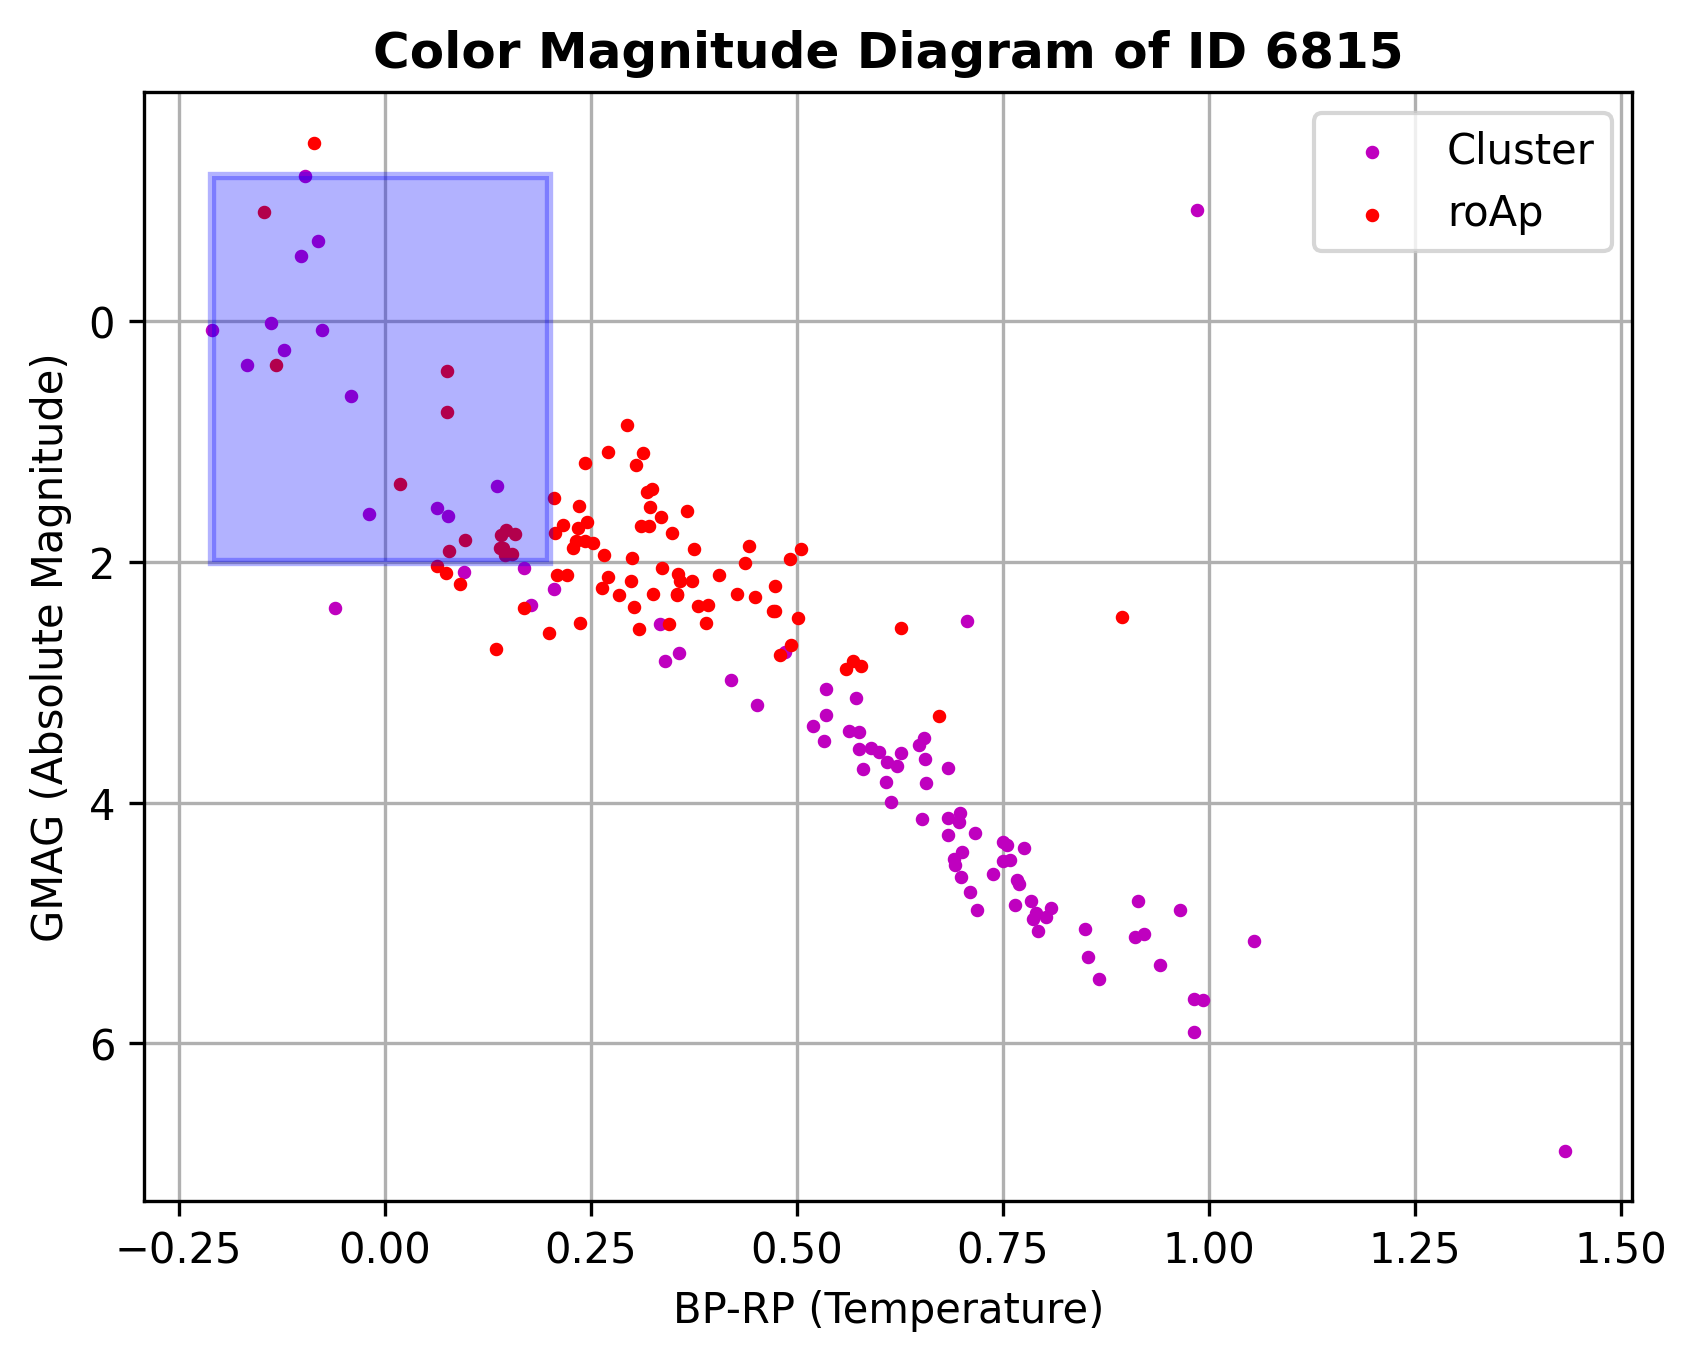 Color Magnitude Diagram of ID 6815
Cluster
roAp
GMAG (Absolute Magnitude)
0
2
4
6
−0.25 0.00 0.25 0.50 0.75 1.00 1.25 1.50
BP-RP (Temperature)